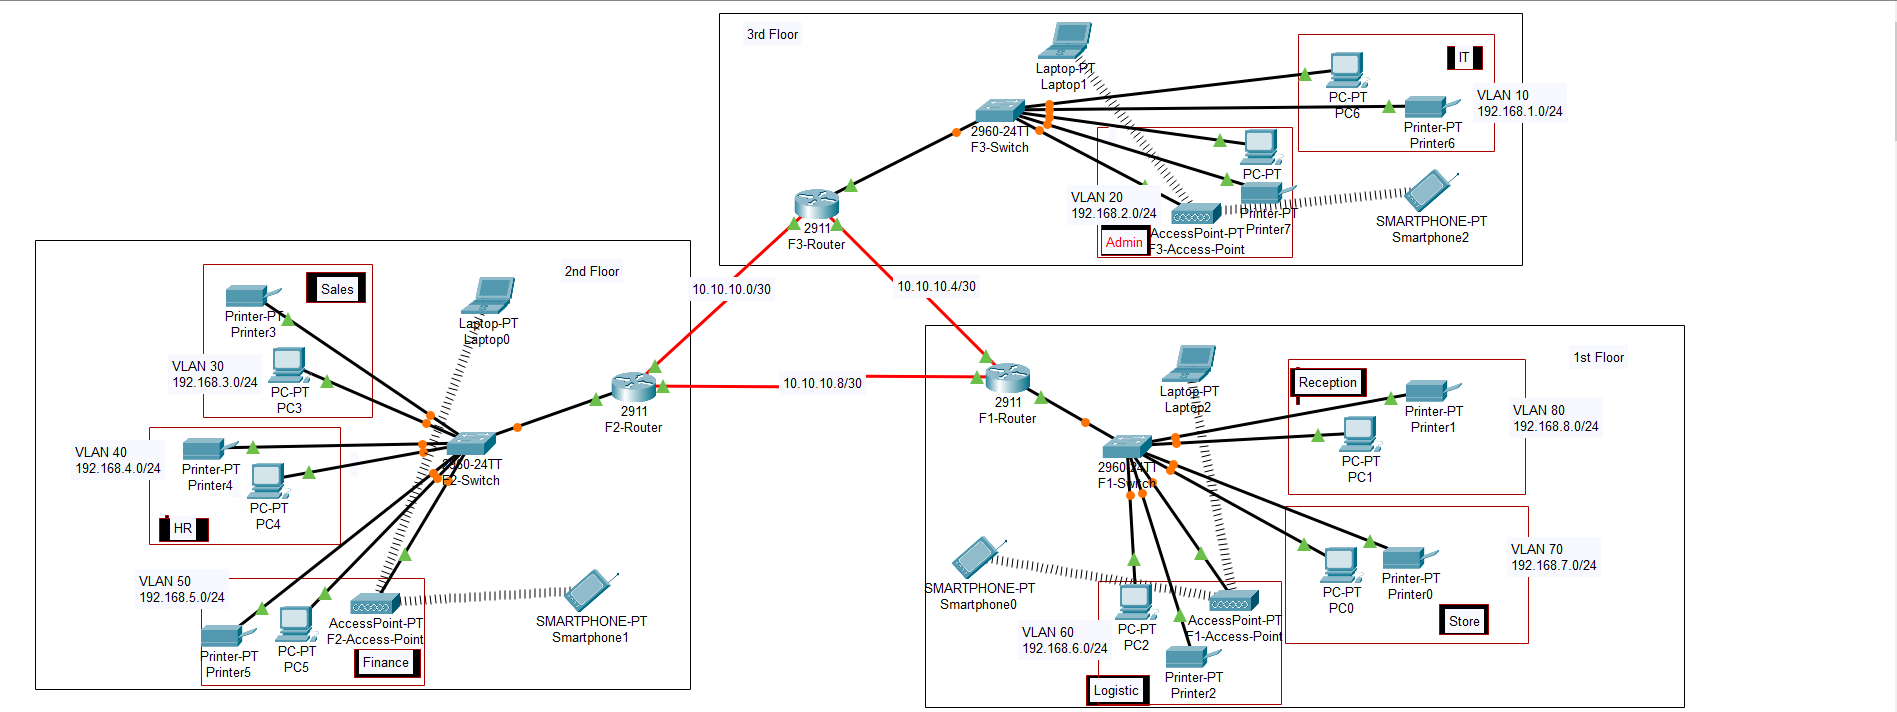 3rd Floor
Laptop-PT
Laptop1
IT
PC-PT
PC6
VLAN 10
192.168.1.0/24
Printer-PT
Printer6
2960-24TT
F3-Switch
PC-PT
VLAN 20
192.168.2.0/24
Printer-PT
Printer7
AccessPoint-PT
F3-Access-Point
Admin
SMARTPHONE-PT
Smartphone2
2911
F3-Router
10.10.10.0/30
10.10.10.4/30
10.10.10.8/30
2nd Floor
Sales
Printer-PT
Printer3
Laptop-PT
Laptop0
VLAN 30
192.168.3.0/24
PC-PT
PC3
2911
F2-Router
VLAN 40
192.168.4.0/24
Printer-PT
Printer4
PC-PT
PC4
HR
2960-24TT
F2-Switch
VLAN 50
192.168.5.0/24
AccessPoint-PT
F2-Access-Point
SMARTPHONE-PT
Smartphone1
Printer-PT
Printer5
PC-PT
PC5
Finance
1st Floor
2911
F1-Router
Laptop-PT
Laptop2
Reception
Printer-PT
Printer1
VLAN 80
192.168.8.0/24
PC-PT
PC1
2960-24TT
F1-Switch
VLAN 70
192.168.7.0/24
PC-PT
PC0
Printer-PT
Printer0
Store
SMARTPHONE-PT
Smartphone0
VLAN 60
192.168.6.0/24
PC-PT
PC2
AccessPoint-PT
F1-Access-Point
Printer-PT
Printer2
Logistic